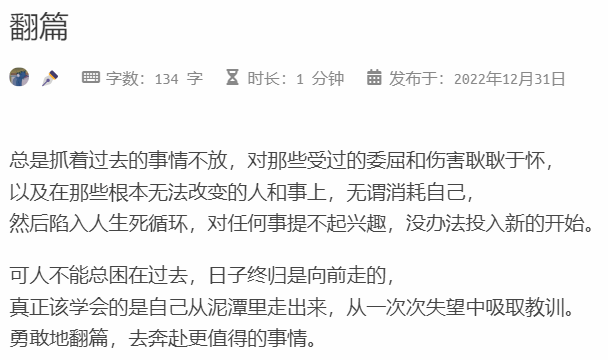 翻篇
字数：134 字 时长：1 分钟 发布于：2022年12月31日
总是抓着过去的事情不放，对那些受过的委屈和伤害耿耿于怀，
以及在那些根本无法改变的人和事上，无谓消耗自己，
然后陷入人生死循环，对任何事提不起兴趣，没办法投入新的开始。
可人不能总困在过去，日子终归是向前走的，
真正该学会的是自己从泥潭里走出来，从一次次失望中吸取教训。
勇敢地翻篇，去奔赴更值得的事情。